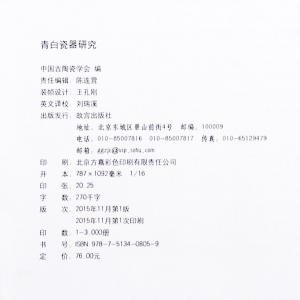 青白瓷器研究
中国古陶瓷学会 编
责任编辑：陈连营
装帧设计：王孔刚
英文译校：刘瑞溪
出版发行：故宫出版社
地址：北京东城区景山前街4号 邮编：100009
电话：010-85007816 010-85007817 传真：010-65129479
邮箱：ggzjc@vip.sohu.com
印 刷：北京方嘉彩色印刷有限责任公司
开 本：787×1092毫米 1/16
印 张：20.25
字 数：270千字
版 次：2015年11月第1版
2015年11月第1次印刷
印 数：1-3 000册
书 号：ISBN 978-7-5134-0805-9
定 价：76.00元